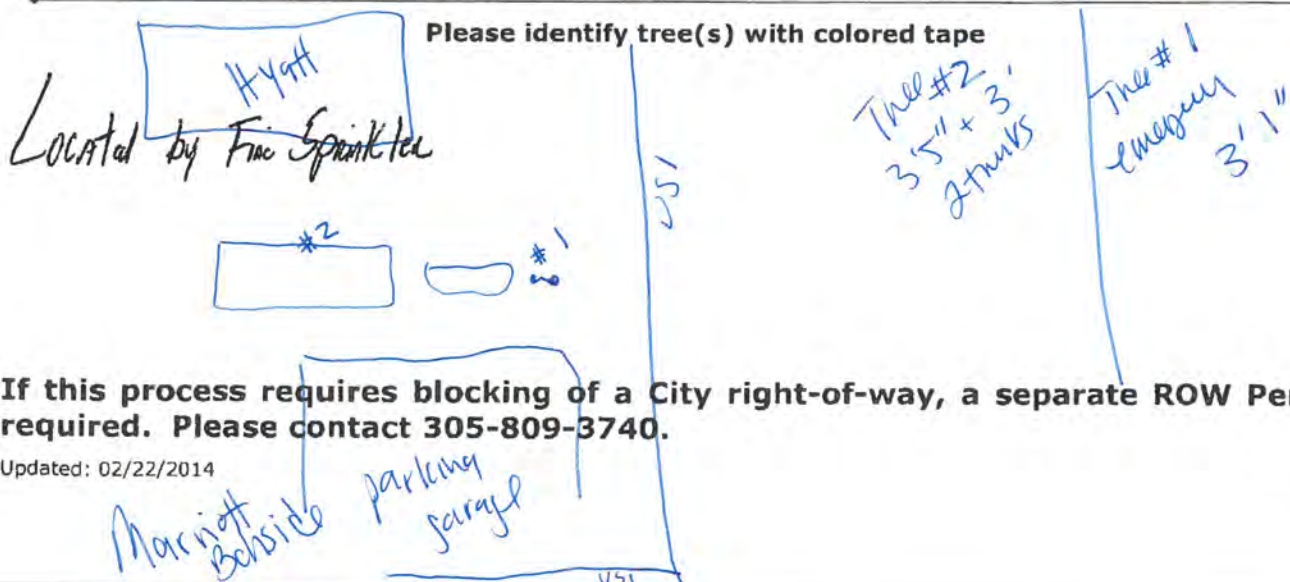 Please identify tree(s) with colored tape
Hyatt
Located by Fire Sprinkler
US1
Tree #2
3'5" + 3'
2 trunks
Tree #1
emergency
3'1"
#2
#1
If this process requires blocking of a City right-of-way, a separate ROW Per
required. Please contact 305-809-3740.
Updated: 02/22/2014
Marriott
parking
garage
US1